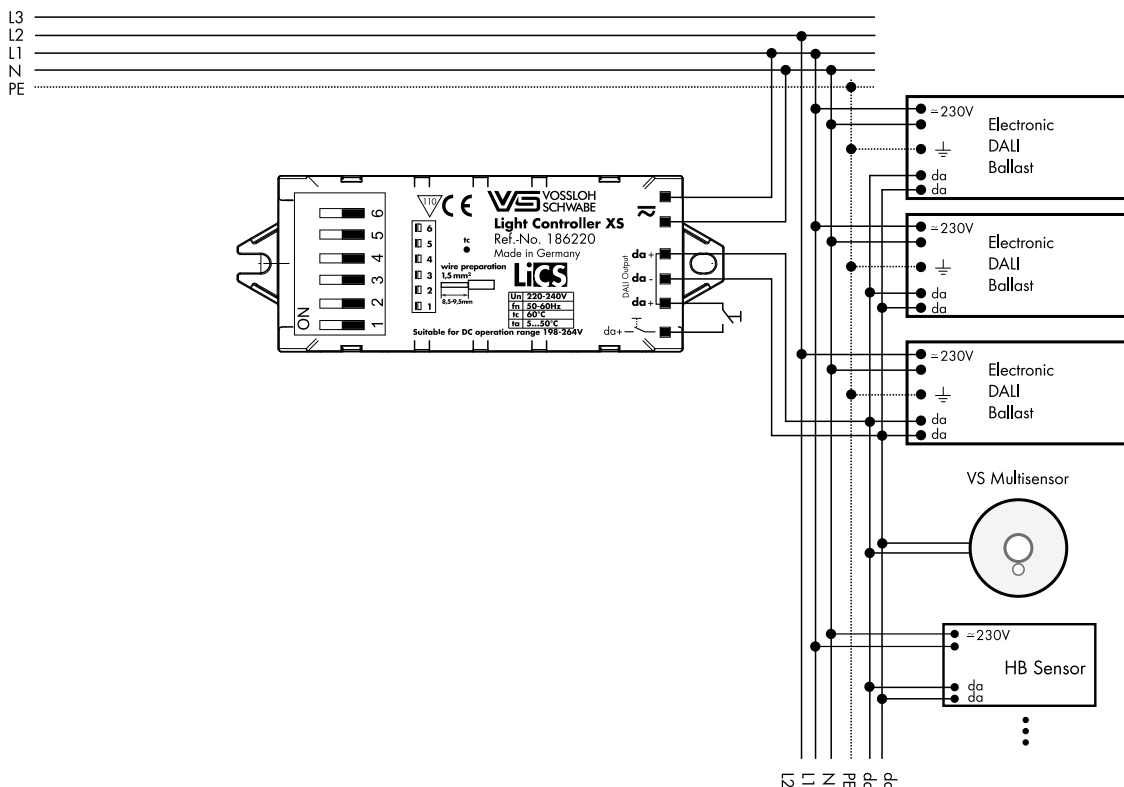 L3
L2
L1
N
PE
≂230V
Electronic
DALI
Ballast
da
da
≂230V
Electronic
DALI
Ballast
da
da
≂230V
Electronic
DALI
Ballast
da
da
ON
1 2 3 4 5 6
110
CE
VS VOSSLOH
SCHWABE
Light Controller XS
Ref.-No. 186220
Made in Germany
6
5
4
3
2
1
tc
wire preparation
1,5 mm²
8,5-9,5mm
LiCS
Un 220-240V
fn 50-60Hz
tc 60°C
ta 5...50°C
Suitable for DC operation range 198-264V
DALI Output
da+
da-
da+
da+
VS Multisensor
≂230V
HB Sensor
da
da
L2
L1
N
PE